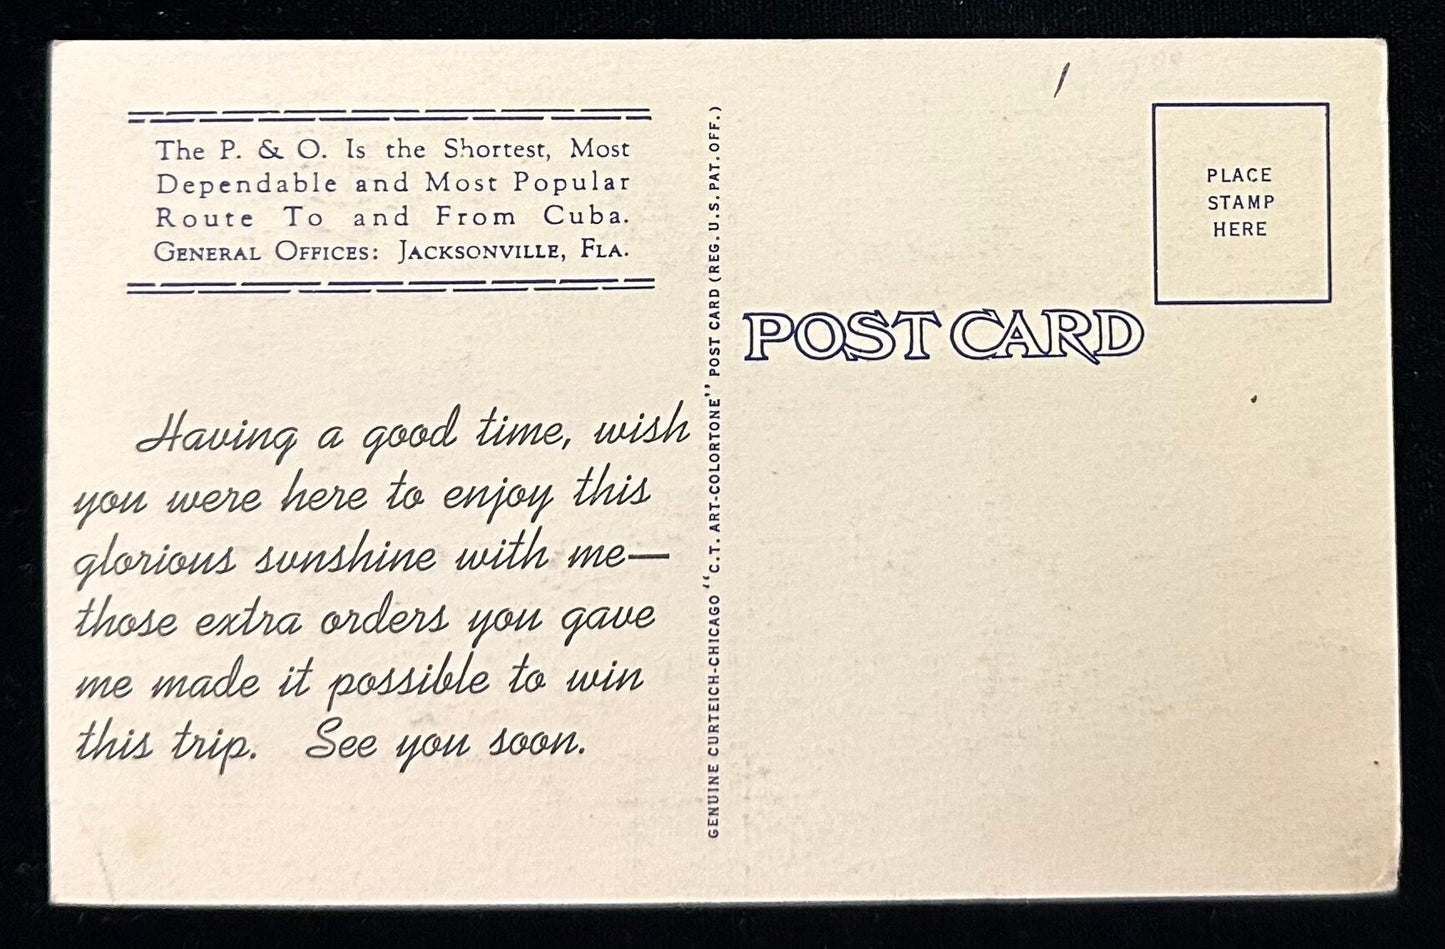 The P. & O. Is the Shortest, Most
Dependable and Most Popular
Route To and From Cuba.
GENERAL OFFICES: JACKSONVILLE, FLA.
Having a good time, wish
you were here to enjoy this
glorious sunshine with me—
those extra orders you gave
me made it possible to win
this trip. See you soon.
GENUINE CURTEICH-CHICAGO "C.T. ART-COLORTONE" POST CARD (REG. U.S. PAT. OFF.)
POST CARD
PLACE
STAMP
HERE